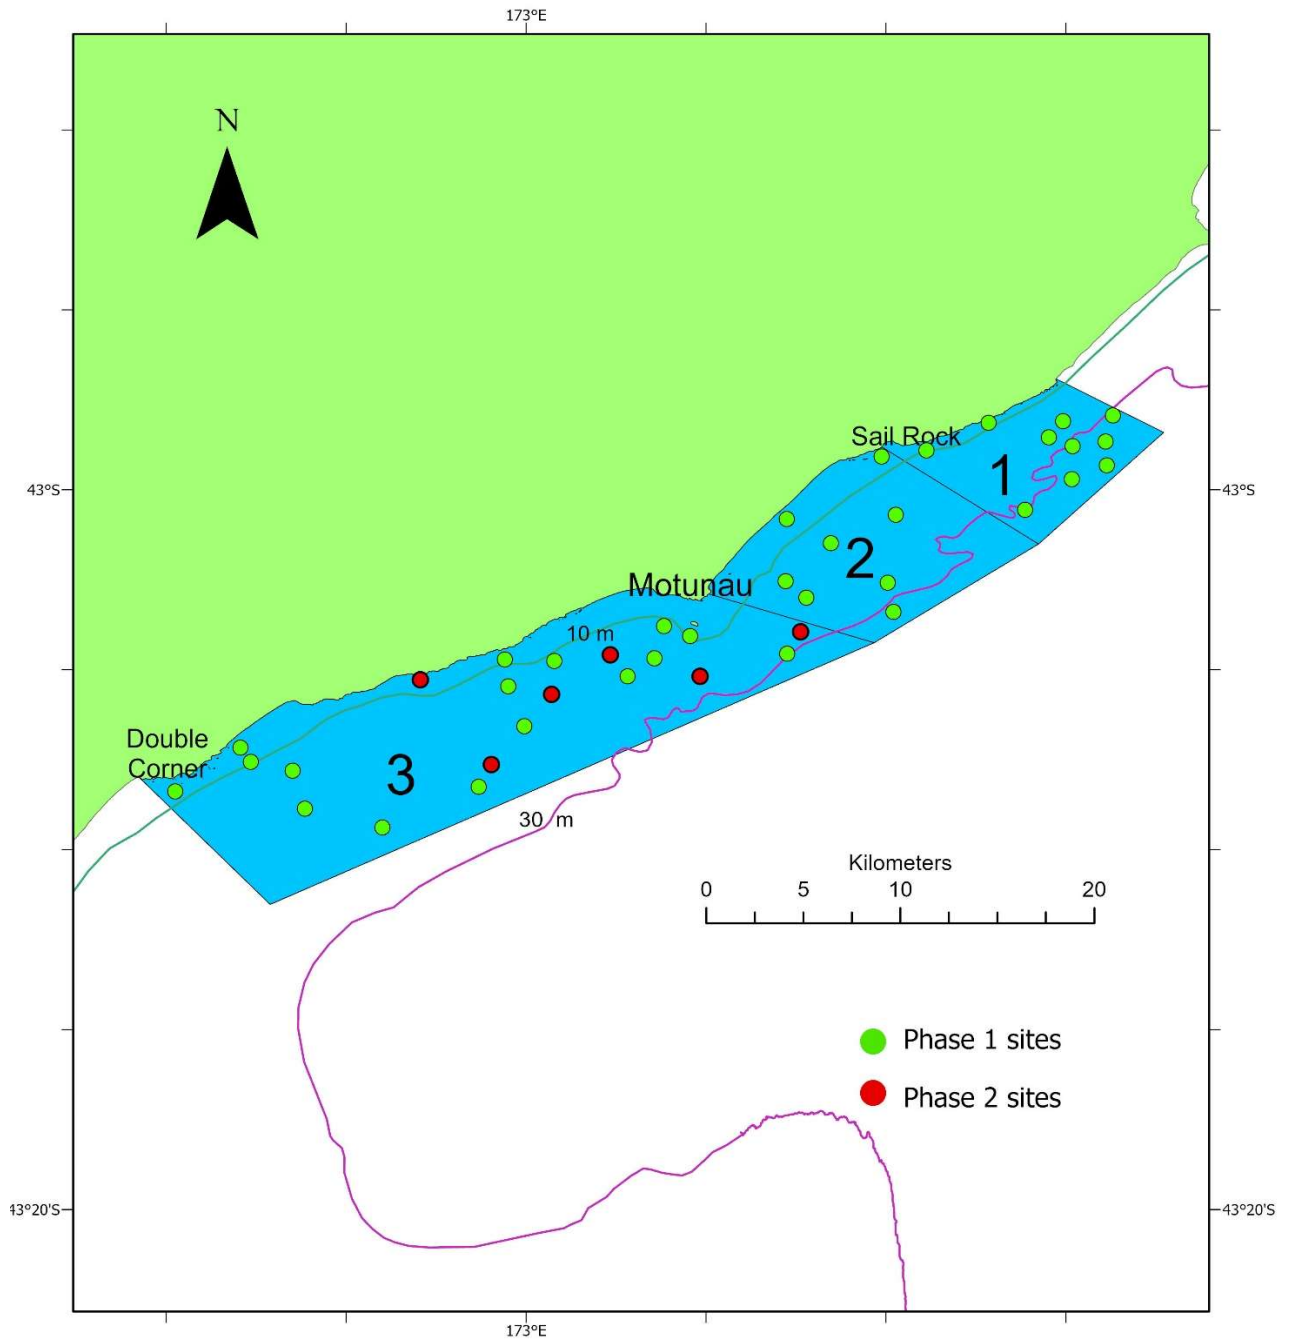 173°E
N
Sail Rock
1
43°S
43°S
2
Motunau
10 m
Double
Corner
3
30 m
Kilometers
0 5 10 20
Phase 1 sites
Phase 2 sites
43°20'S
43°20'S
173°E